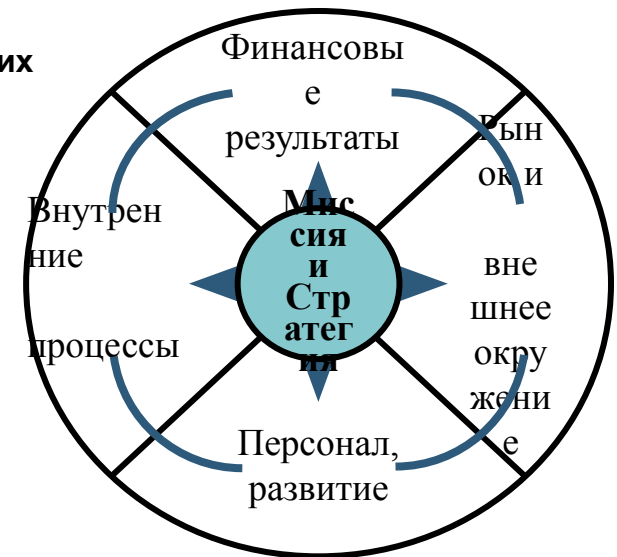 их
Финансовы
е
результаты
Рын
ок и
вне
шнее
окру
жени
е
Внутрен
ние
процессы
Мис
сия
и
Стр
атег
ия
Персонал,
развитие